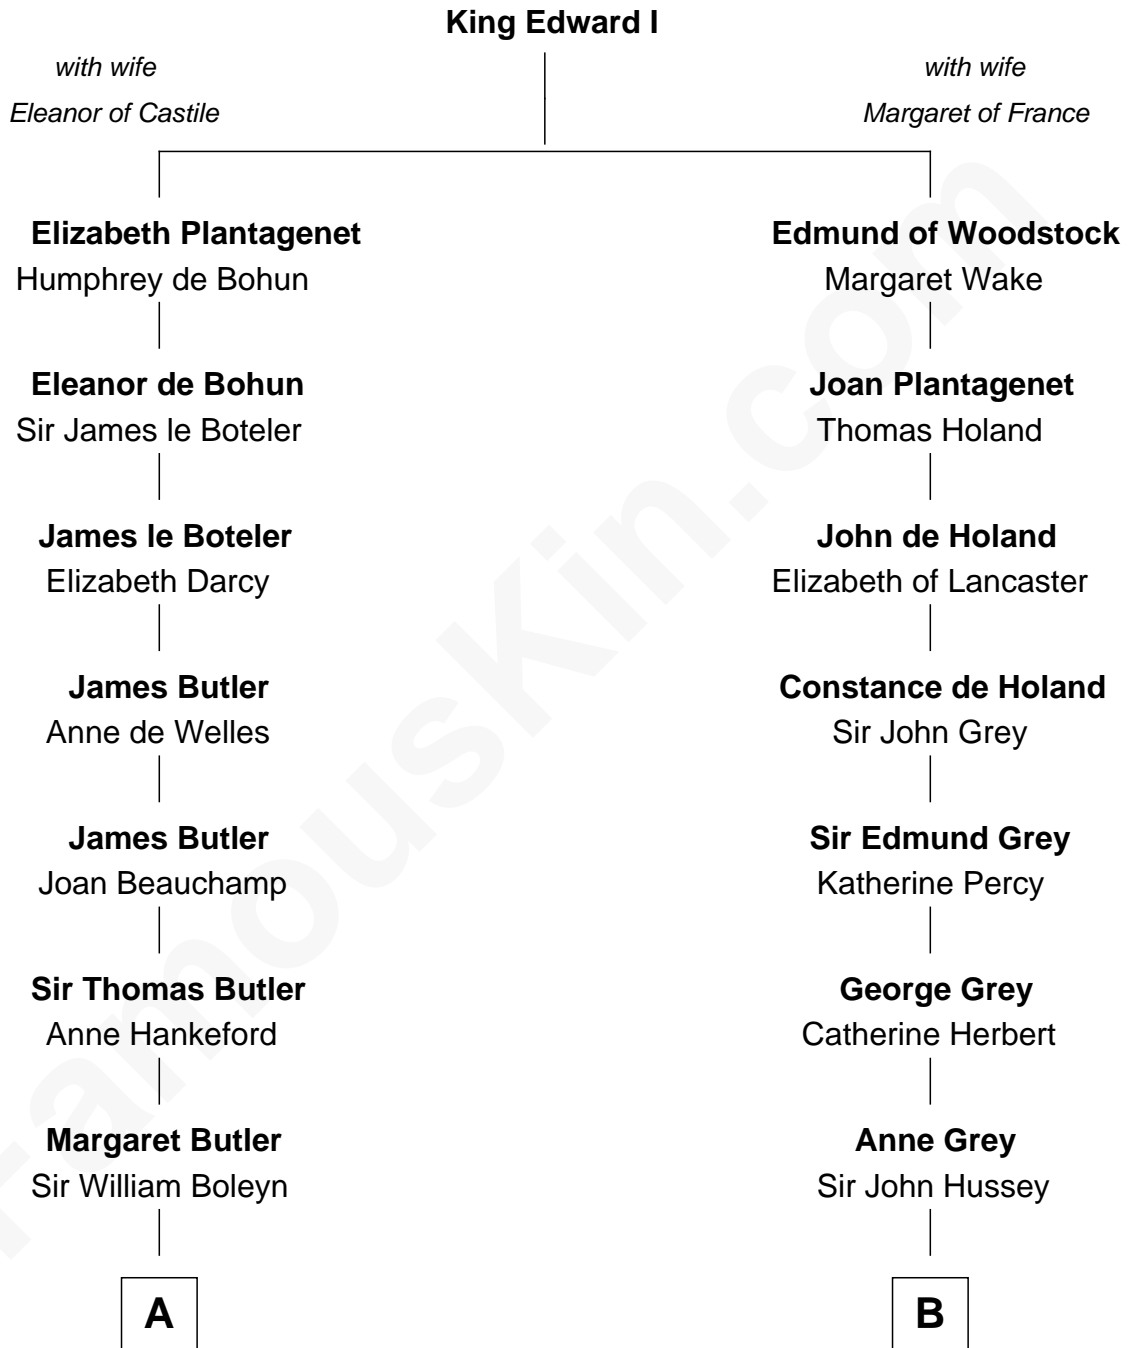 King Edward I
with wife
Eleanor of Castile
with wife
Margaret of France
Elizabeth Plantagenet
Humphrey de Bohun
Edmund of Woodstock
Margaret Wake
Eleanor de Bohun
Sir James le Boteler
Joan Plantagenet
Thomas Holand
James le Boteler
Elizabeth Darcy
John de Holand
Elizabeth of Lancaster
James Butler
Anne de Welles
Constance de Holand
Sir John Grey
James Butler
Joan Beauchamp
Sir Edmund Grey
Katherine Percy
Sir Thomas Butler
Anne Hankeford
George Grey
Catherine Herbert
Margaret Butler
Sir William Boleyn
Anne Grey
Sir John Hussey
A
B
FamousKin.com